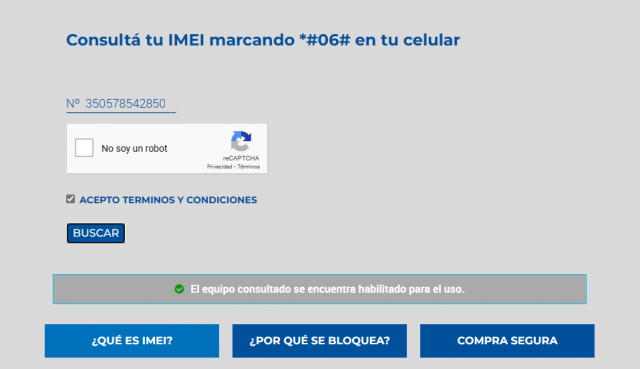 Consultá tu IMEI marcando *#06# en tu celular
Nº 350578542850
No soy un robot
reCAPTCHA
Privacidad - Términos
ACEPTO TERMINOS Y CONDICIONES
BUSCAR
El equipo consultado se encuentra habilitado para el uso.
¿QUÉ ES IMEI? ¿POR QUÉ SE BLOQUEA? COMPRA SEGURA